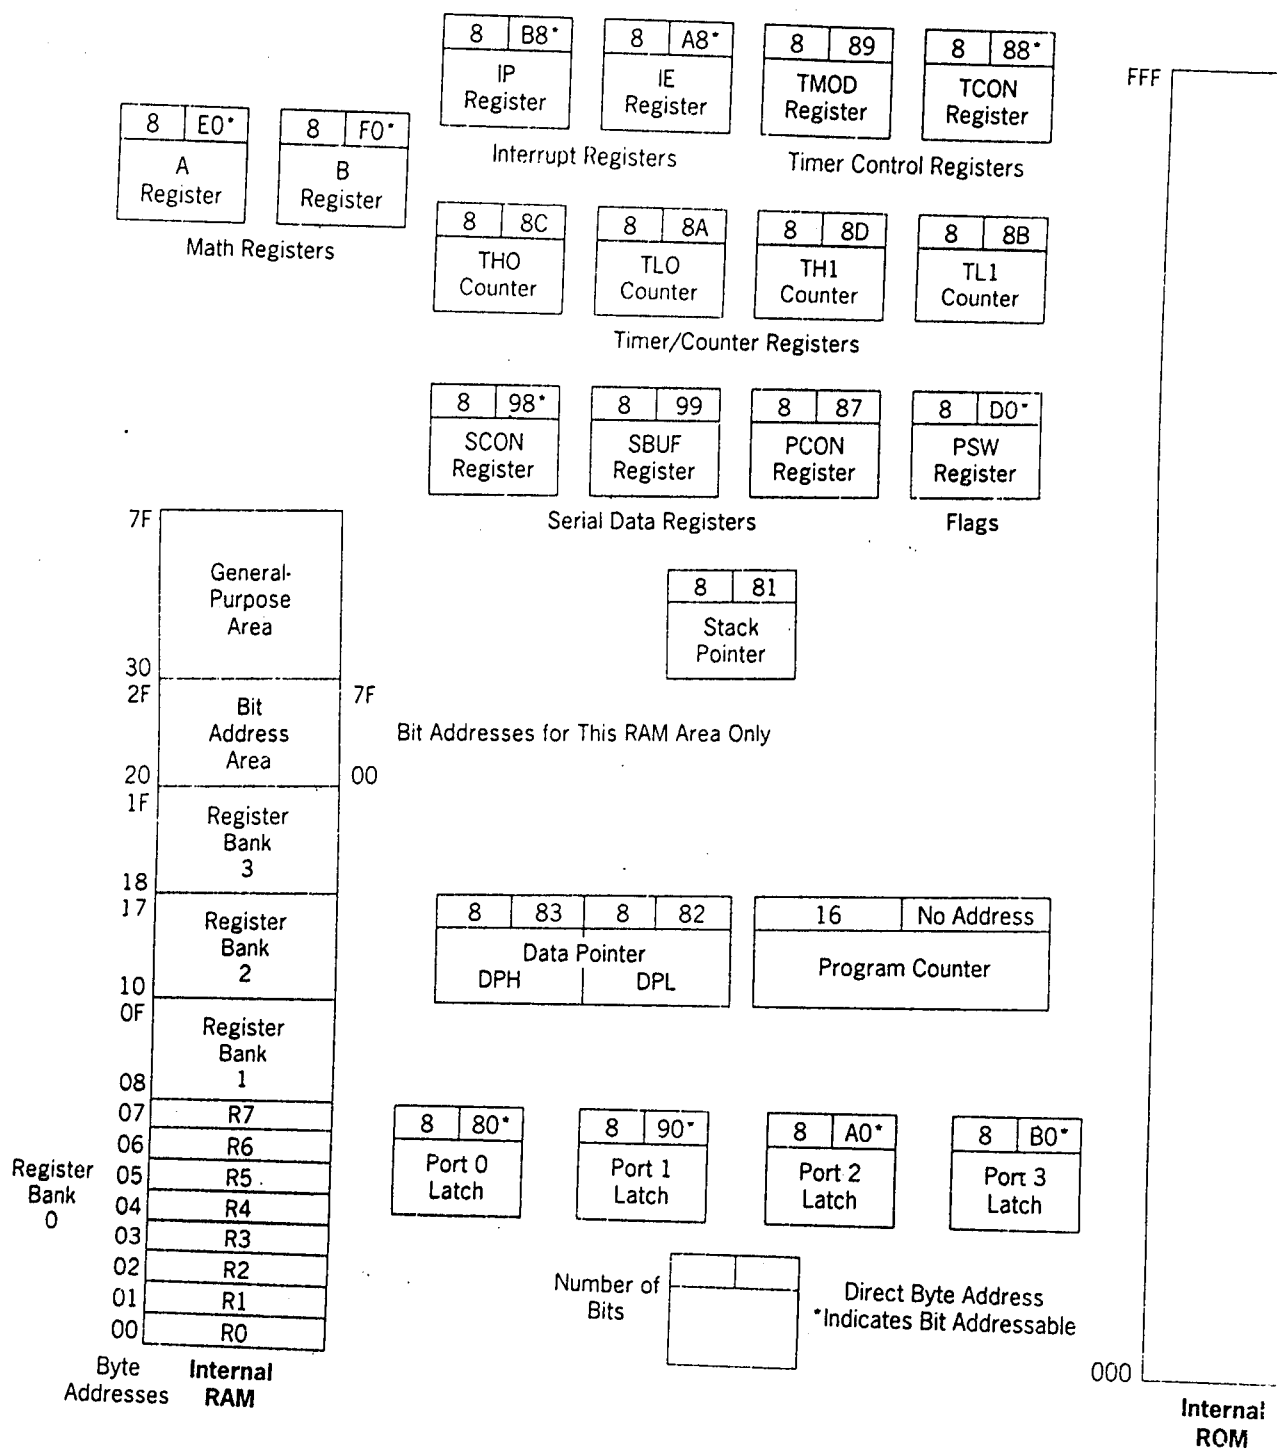 8 B8*
IP
Register
8 A8*
IE
Register
Interrupt Registers
8 89
TMOD
Register
8 88*
TCON
Register
Timer Control Registers
8 E0*
A
Register
8 F0*
B
Register
Math Registers
8 8C
TH0
Counter
8 8A
TL0
Counter
8 8D
TH1
Counter
8 8B
TL1
Counter
Timer/Counter Registers
8 98*
SCON
Register
8 99
SBUF
Register
8 87
PCON
Register
Serial Data Registers
8 D0*
PSW
Register
Flags
8 81
Stack
Pointer
7F
General-
Purpose
Area
30
2F
Bit
Address
Area
20
7F
Bit Addresses for This RAM Area Only
00
1F
Register
Bank
3
18
17
Register
Bank
2
10
0F
Register
Bank
1
08
07 R7
06 R6
05 R5
04 R4
03 R3
02 R2
01 R1
00 R0
Register
Bank
0
Byte
Addresses
Internal
RAM
8 83 8 82
Data Pointer
DPH DPL
16 No Address
Program Counter
8 80*
Port 0
Latch
8 90*
Port 1
Latch
8 A0*
Port 2
Latch
8 B0*
Port 3
Latch
Number of
Bits
Direct Byte Address
*Indicates Bit Addressable
FFF
000
Internal
ROM